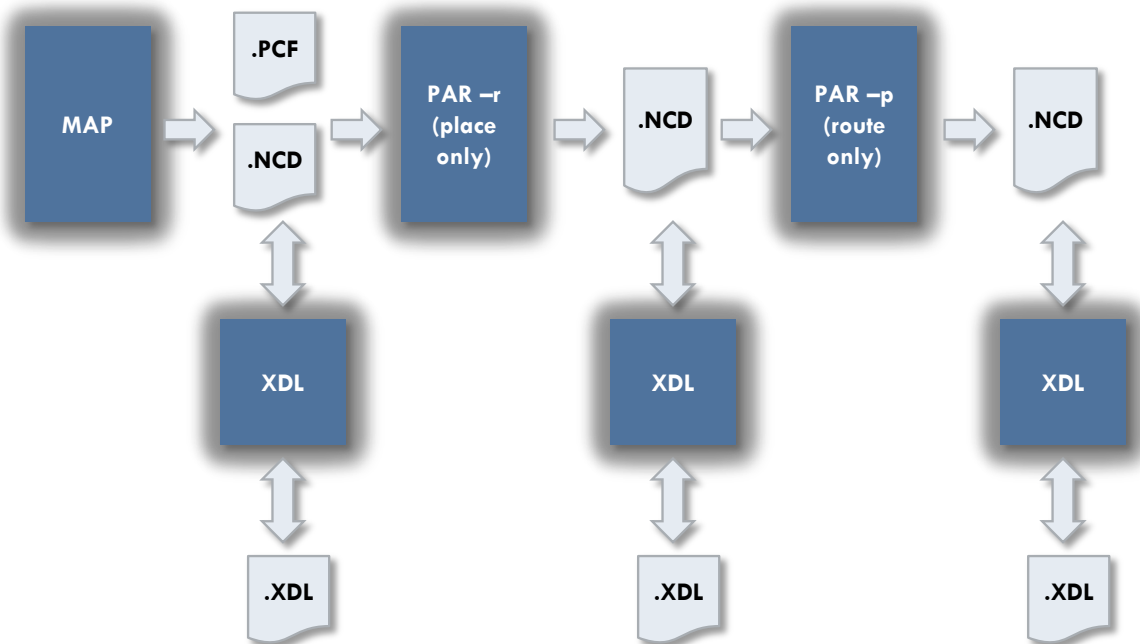 MAP
.PCF
.NCD
PAR –r
(place
only)
.NCD
PAR –p
(route
only)
.NCD
XDL
XDL
XDL
.XDL
.XDL
.XDL